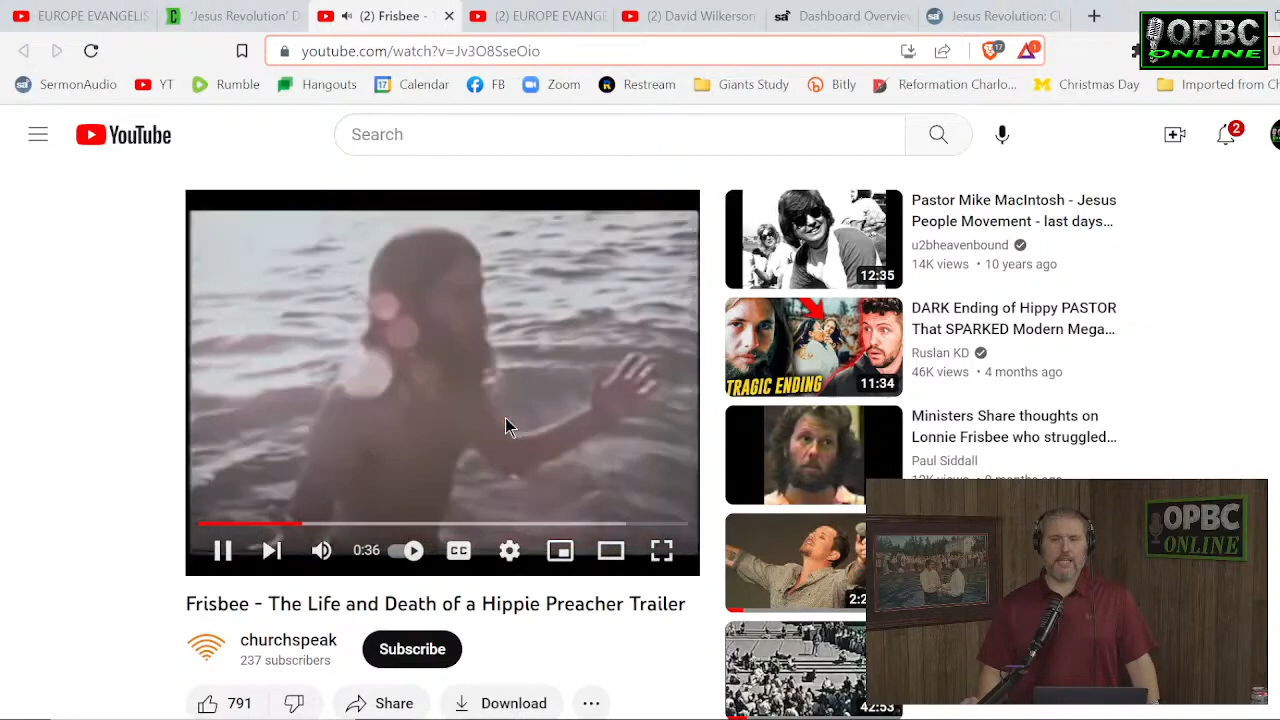 EUROPE EVANGELIS
"Jesus Revolution" D
(2) Frisbee -
EUROPE EVANGE
(2) David Wilkerson
Dashboard Overvi
Jesus Revolution: C
OPBC
ONLINE
youtube.com/watch?v=Jv3O8SseOio
17
1
SermonAudio
YT
Rumble
Hangouts
Calendar
FB
Zoom
Restream
Giants Study
Bitly
Reformation Charlo...
Christmas Day
Imported from C
YouTube
Search
2
Pastor Mike MacIntosh - Jesus
People Movement - last days...
u2bheavenbound
14K views • 10 years ago
12:35
DARK Ending of Hippy PASTOR
That SPARKED Modern Mega...
Ruslan KD
46K views • 4 months ago
TRAGIC ENDING
11:34
Ministers Share thoughts on
Lonnie Frisbee who struggled...
Paul Siddall
0:36
CC
2:2
42:53
OPBC
ONLINE
Frisbee - The Life and Death of a Hippie Preacher Trailer
churchspeak
237 subscribers
Subscribe
791
Share
Download